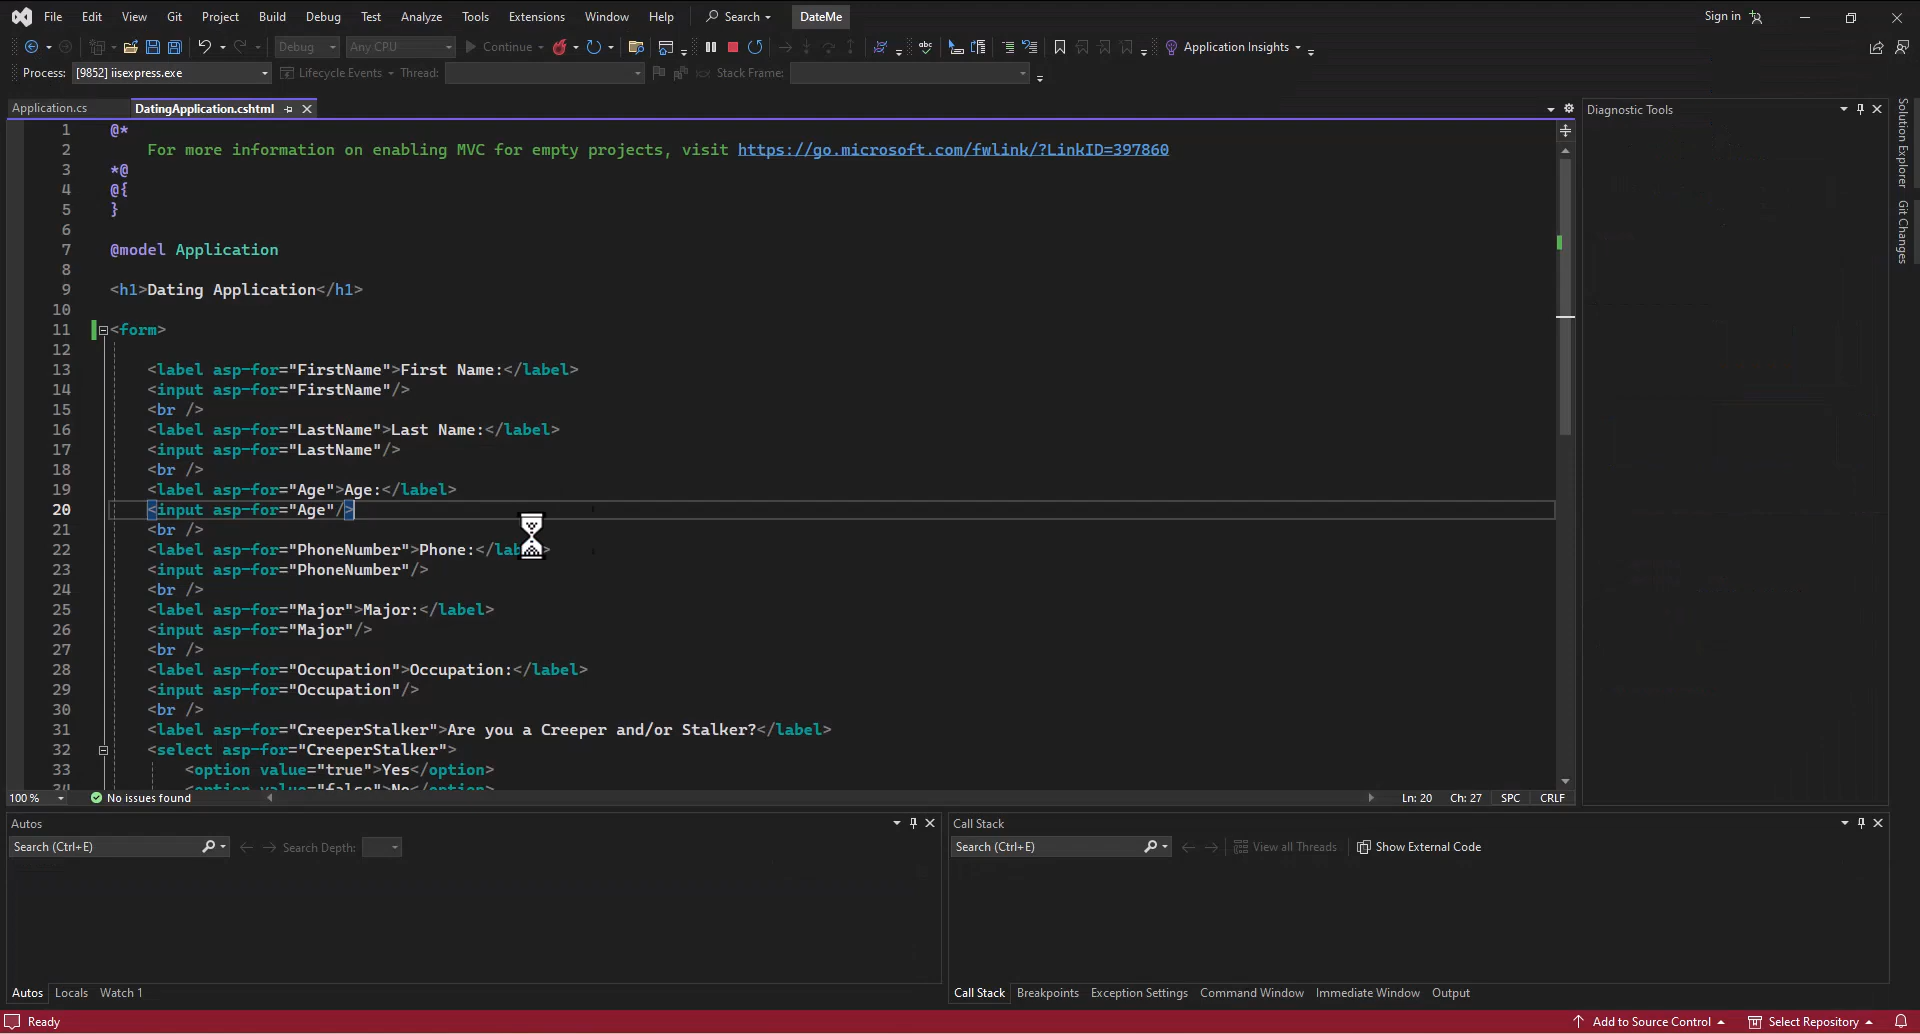 File Edit View Git Project Build Debug Test Analyze Tools Extensions Window Help Search DateMe Sign in
Debug Any CPU Continue Application Insights
Process: [9852] iisexpress.exe Lifecycle Events Thread: Stack Frame:
Application.cs DatingApplication.cshtml
Diagnostic Tools
Solution Explorer
Git Changes
1 @*
2 For more information on enabling MVC for empty projects, visit https://go.microsoft.com/fwlink/?LinkID=397860
3 *@
4 @{
5 }
6
7 @model Application
8
9 <h1>Dating Application</h1>
10
11 <form>
12
13 <label asp-for="FirstName">First Name:</label>
14 <input asp-for="FirstName"/>
15 <br />
16 <label asp-for="LastName">Last Name:</label>
17 <input asp-for="LastName"/>
18 <br />
19 <label asp-for="Age">Age:</label>
20 <input asp-for="Age"/>
21 <br />
22 <label asp-for="PhoneNumber">Phone:</label>
23 <input asp-for="PhoneNumber"/>
24 <br />
25 <label asp-for="Major">Major:</label>
26 <input asp-for="Major"/>
27 <br />
28 <label asp-for="Occupation">Occupation:</label>
29 <input asp-for="Occupation"/>
30 <br />
31 <label asp-for="CreeperStalker">Are you a Creeper and/or Stalker?</label>
32 <select asp-for="CreeperStalker">
33 <option value="true">Yes</option>
34 <option value="false">No</option>
100 % No issues found Ln: 20 Ch: 27 SPC CRLF
Autos
Search (Ctrl+E) Search Depth:
Autos Locals Watch 1
Call Stack
Search (Ctrl+E) View all Threads Show External Code
Call Stack Breakpoints Exception Settings Command Window Immediate Window Output
Ready Add to Source Control Select Repository